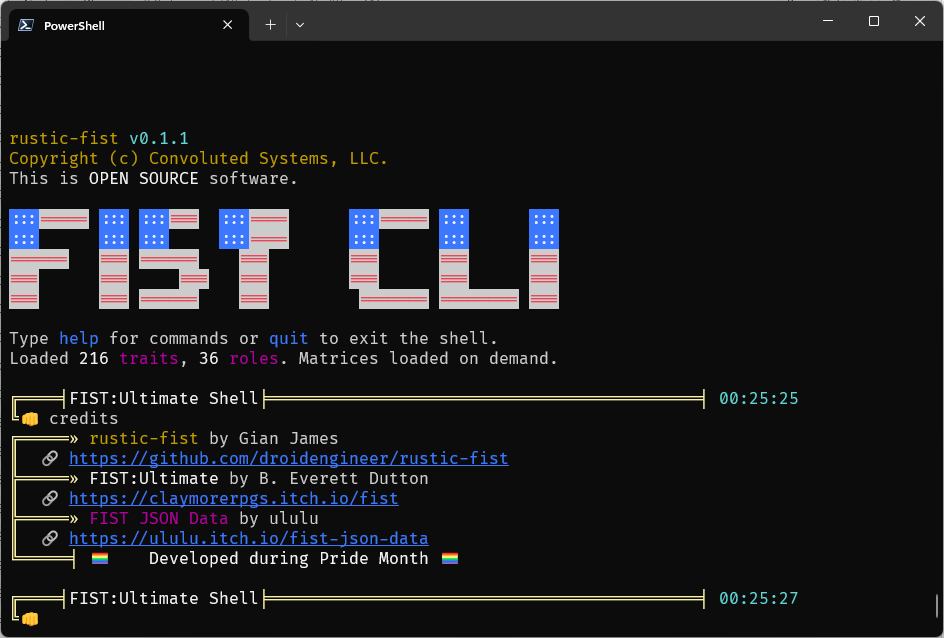 PowerShell
rustic-fist v0.1.1
Copyright (c) Convoluted Systems, LLC.
This is OPEN SOURCE software.
FIST CLI
Type help for commands or quit to exit the shell.
Loaded 216 traits, 36 roles. Matrices loaded on demand.
FIST:Ultimate Shell 00:25:25
credits
» rustic-fist by Gian James
https://github.com/droidengineer/rustic-fist
» FIST:Ultimate by B. Everett Dutton
https://claymorerpgs.itch.io/fist
» FIST JSON Data by ululu
https://ululu.itch.io/fist-json-data
Developed during Pride Month
FIST:Ultimate Shell 00:25:27